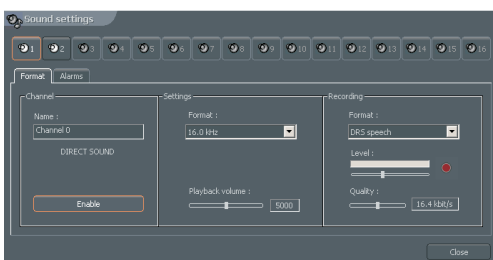 Sound settings
1 2 3 4 5 6 7 8 9 10 11 12 13 14 15 16
Format Alarms
Channel
Name :
Channel 0
DIRECT SOUND
Enable
Settings
Format :
16.0 kHz
Playback volume :
5000
Recording
Format :
DRS speech
Level :
Quality :
16.4 kbit/s
Close